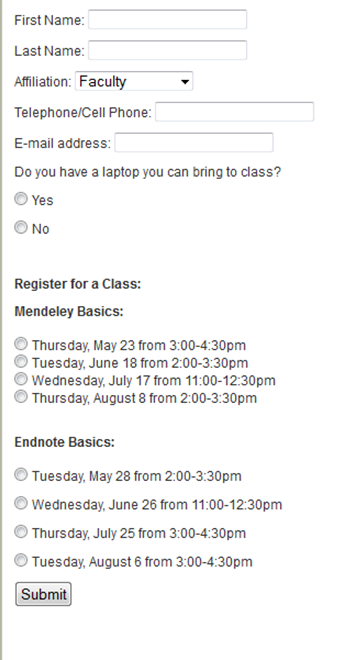 First Name:
Last Name:
Affiliation: Faculty
Telephone/Cell Phone:
E-mail address:
Do you have a laptop you can bring to class?
Yes
No
Register for a Class:
Mendeley Basics:
Thursday, May 23 from 3:00-4:30pm
Tuesday, June 18 from 2:00-3:30pm
Wednesday, July 17 from 11:00-12:30pm
Thursday, August 8 from 2:00-3:30pm
Endnote Basics:
Tuesday, May 28 from 2:00-3:30pm
Wednesday, June 26 from 11:00-12:30pm
Thursday, July 25 from 3:00-4:30pm
Tuesday, August 6 from 3:00-4:30pm
Submit